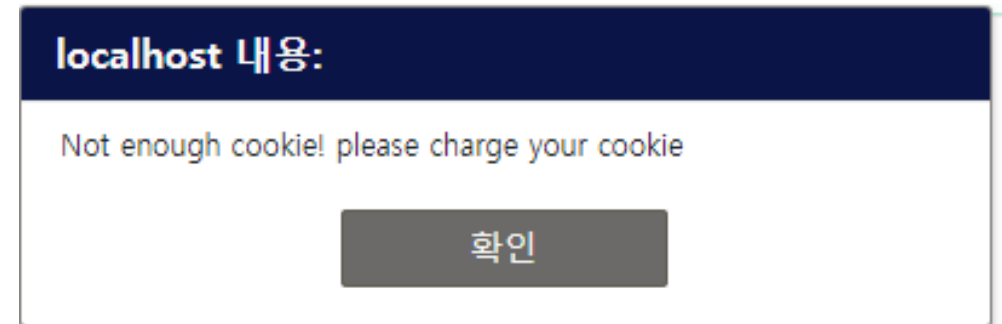 localhost 내용:
Not enough cookie! please charge your cookie
확인